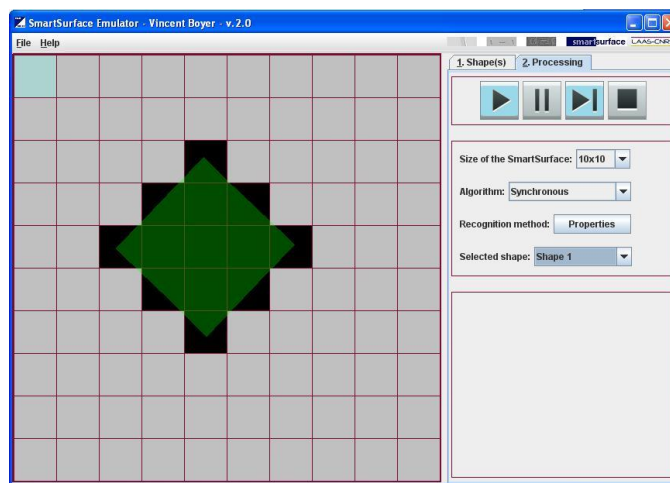 SmartSurface Emulator - Vincent Boyer - v.2.0
File Help
smartsurface LAAS-CNRS
1. Shape(s) 2. Processing
Size of the SmartSurface: 10x10
Algorithm: Synchronous
Recognition method: Properties
Selected shape: Shape 1